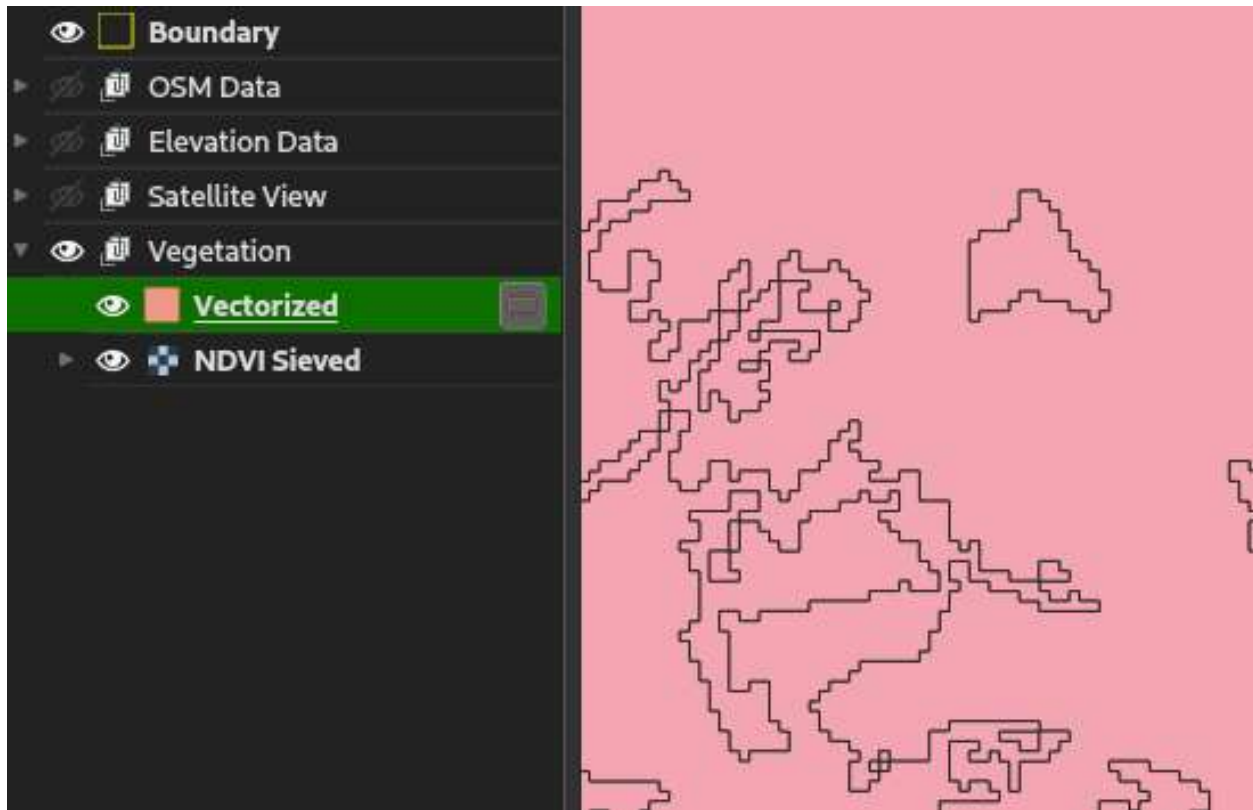 Boundary
OSM Data
Elevation Data
Satellite View
Vegetation
Vectorized
NDVI Sieved